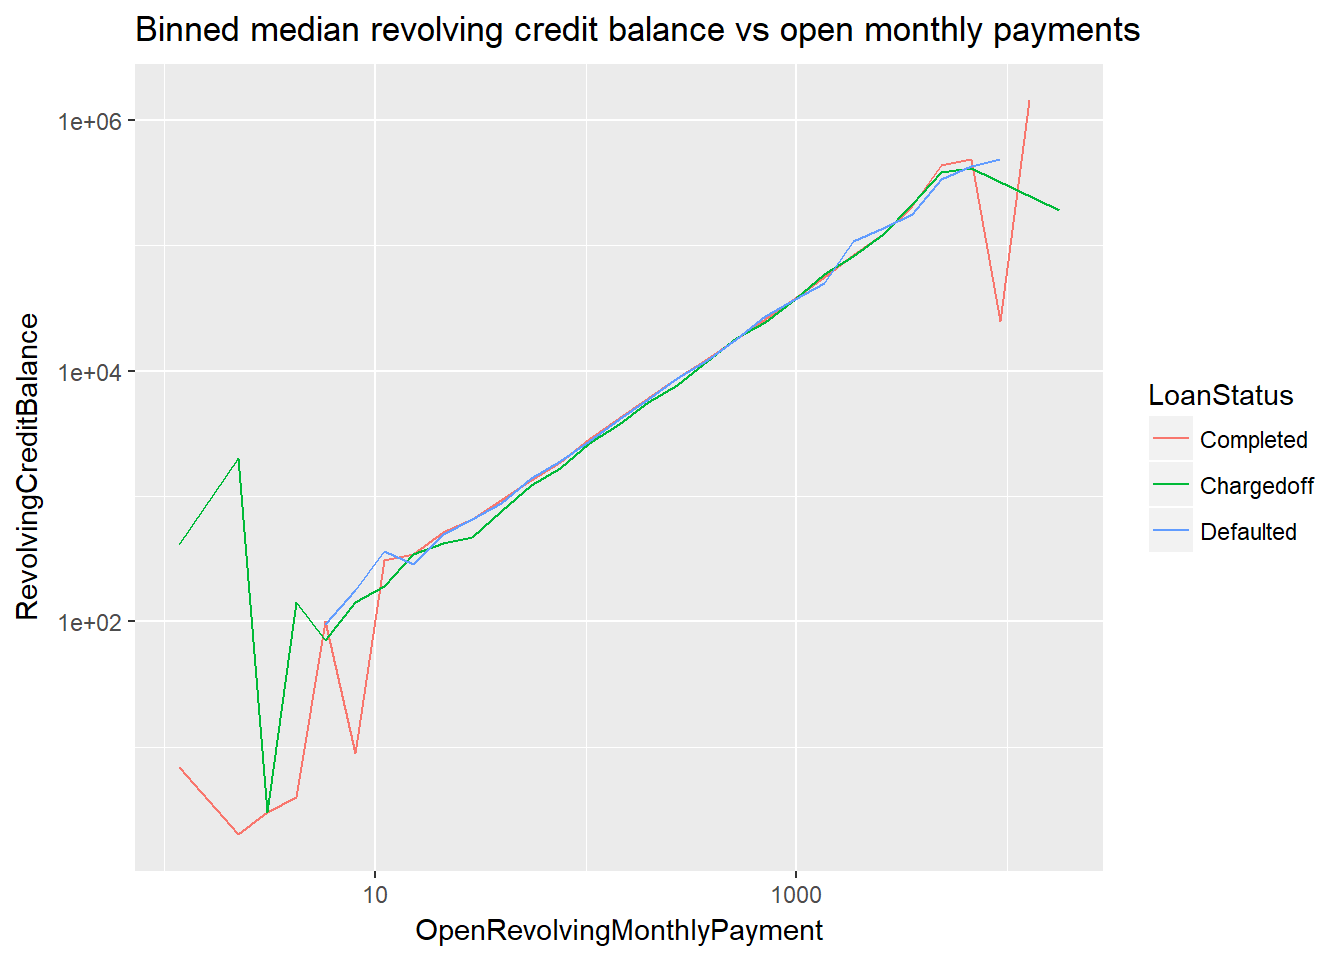 Binned median revolving credit balance vs open monthly payments
1e+06
1e+04
1e+02
RevolvingCreditBalance
10
1000
OpenRevolvingMonthlyPayment
LoanStatus
Completed
Chargedoff
Defaulted